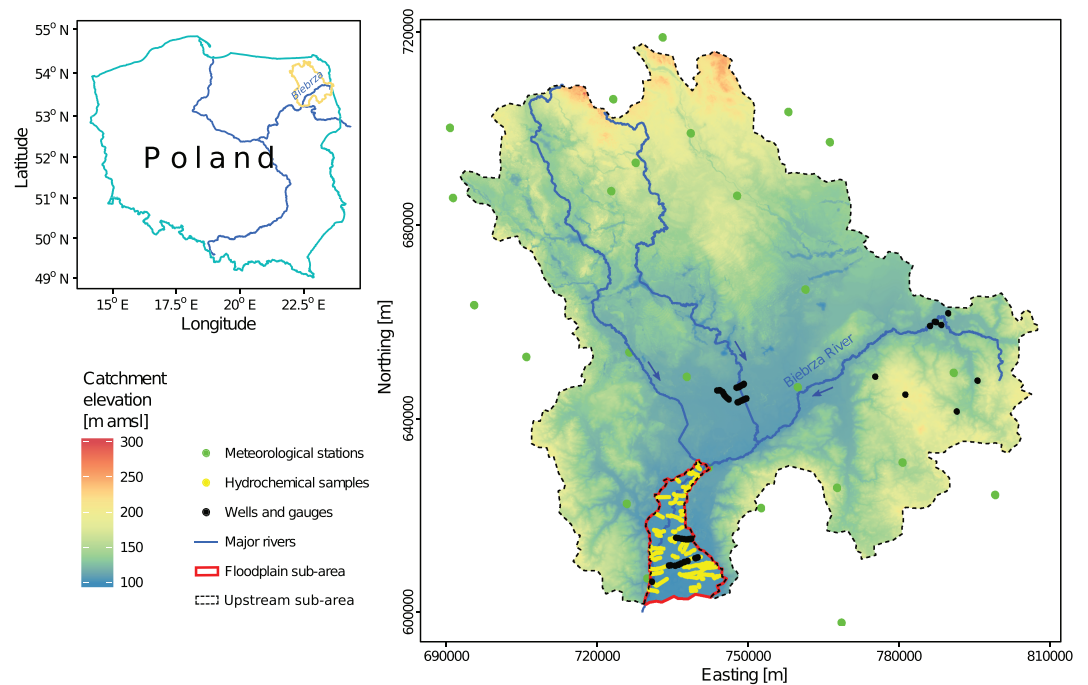 55° N
54° N
53° N
52° N
51° N
50° N
49° N
Latitude
Biebrza
Poland
15° E
17.5° E
20° E
22.5° E
Longitude
Catchment
elevation
[m amsl]
300
250
200
150
100
Meteorological stations
Hydrochemical samples
Wells and gauges
Major rivers
Floodplain sub-area
Upstream sub-area
720000
680000
640000
600000
Northing [m]
Biebrza River
690000
720000
750000
780000
810000
Easting [m]